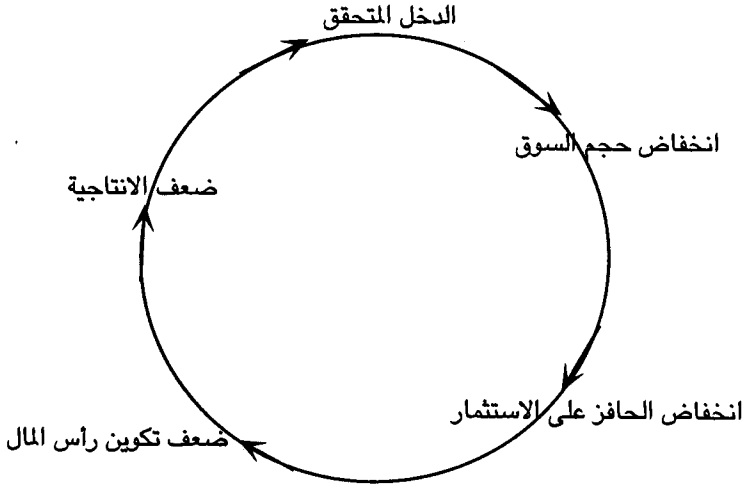 الدخل المتحقق
انخفاض حجم السوق
ضعف الانتاجية
انخفاض الحافز على الاستثمار
ضعف تكوين رأس المال